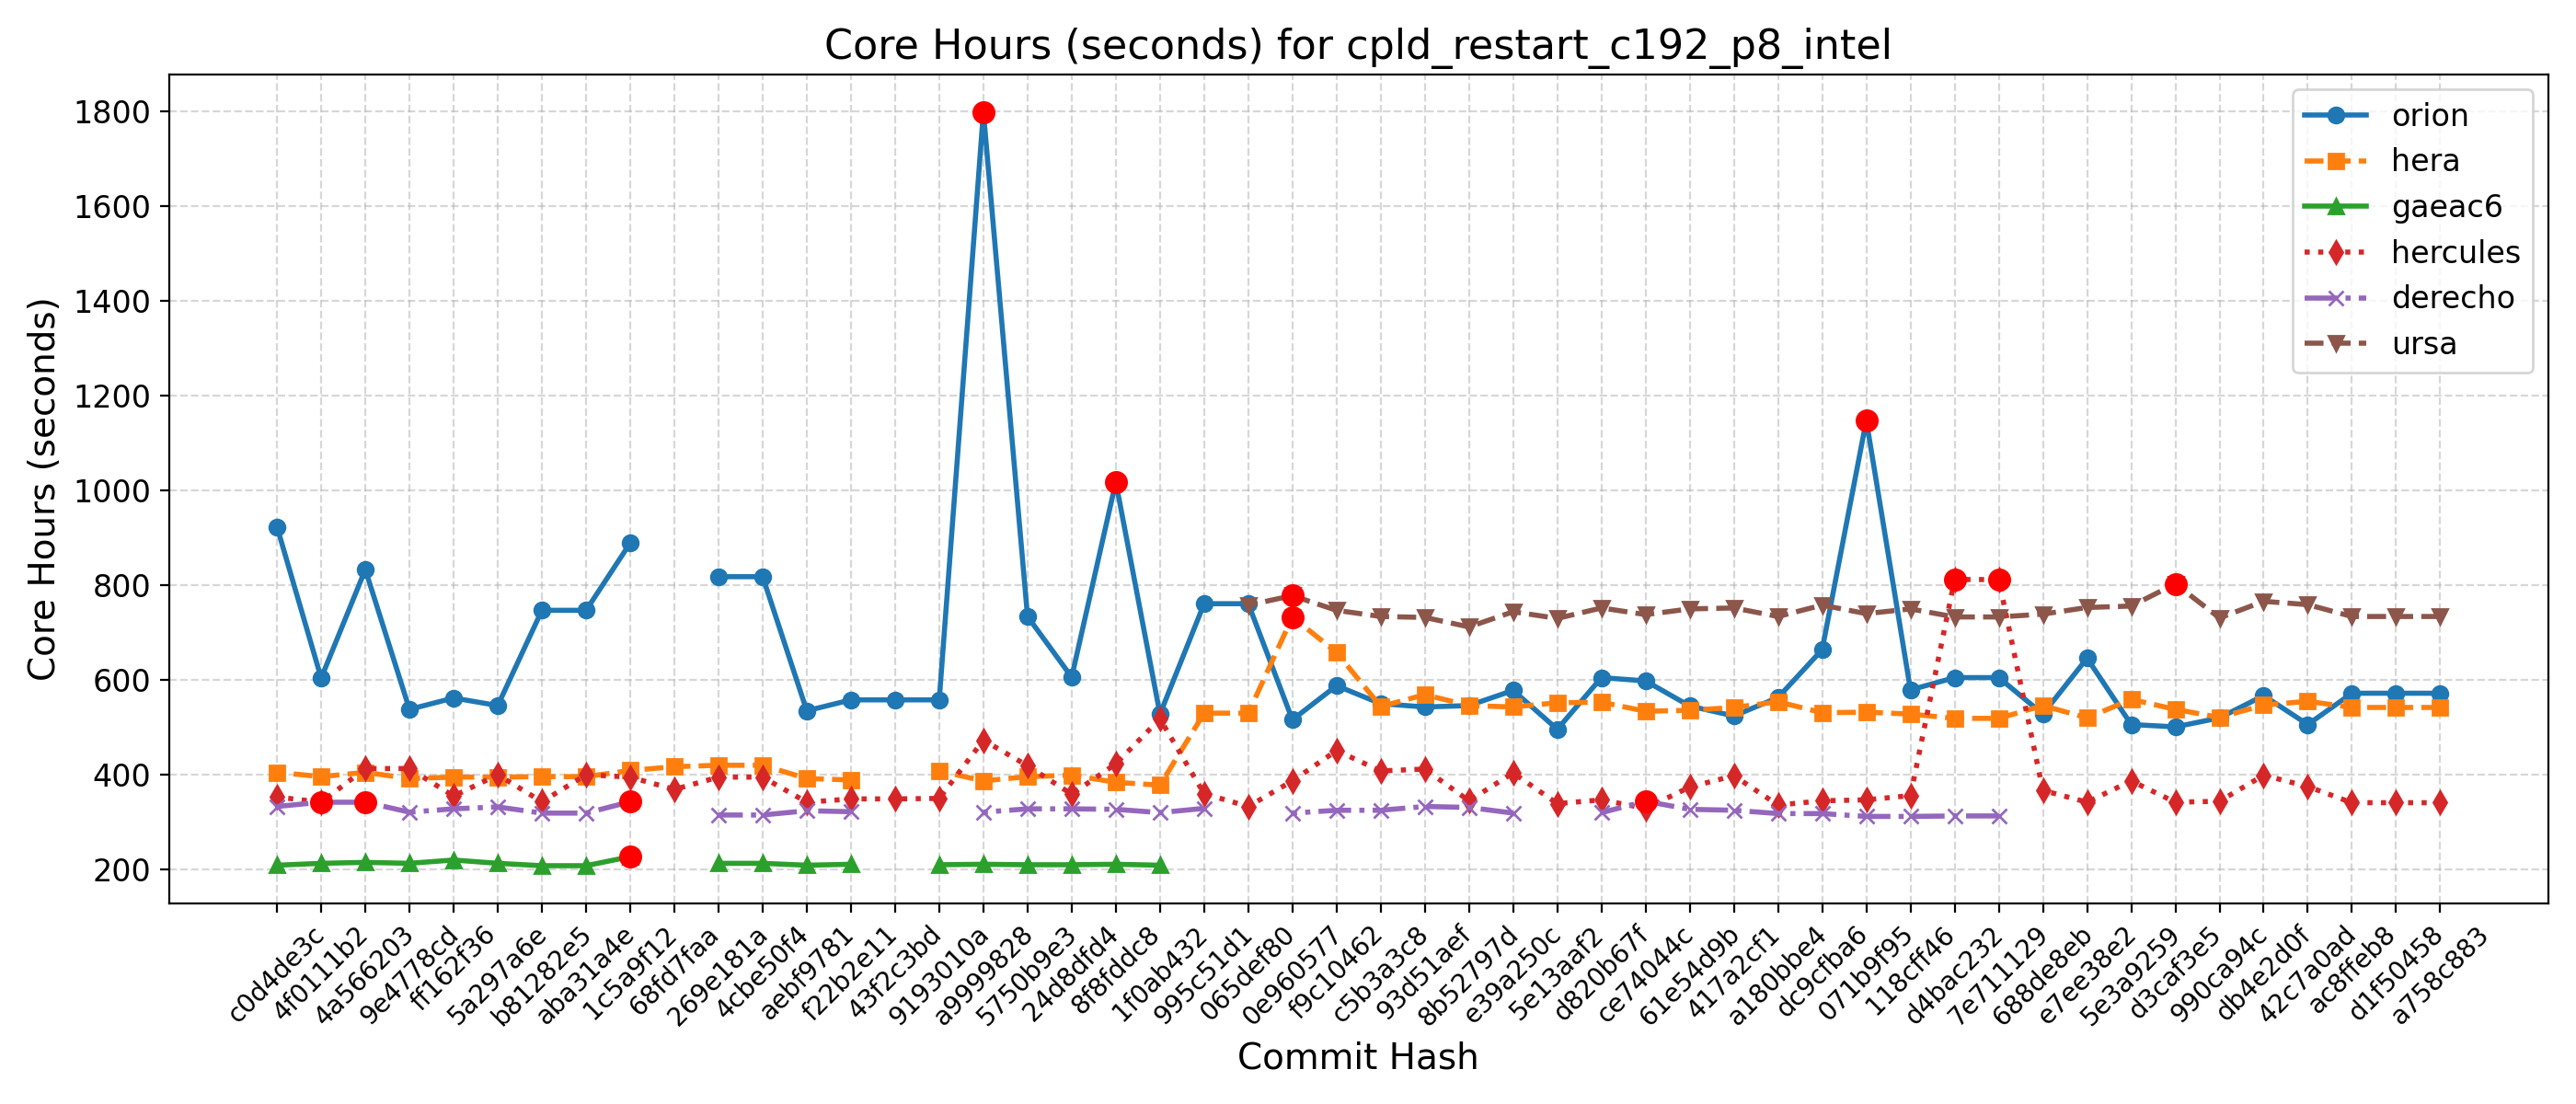 Core Hours (seconds) for cpld_restart_c192_p8_intel
Core Hours (seconds)
1800
1600
1400
1200
1000
800
600
400
200
orion
hera
gaeac6
hercules
derecho
ursa
c0d4de3c
4f0111b2
4a566203
9e4778cd
ff162f36
5a297a6e
b81282e5
aba31a4e
1c5a9f12
68fd7faa
269e181a
4cbe50f4
aebf9781
f22b2e11
43f2c3bd
9193010a
a9999828
5750b9e3
24d8dfd4
8f8fddc8
1f0ab432
995c51d1
065def80
0e960577
f9c10462
c5b3a3c8
93d51aef
8b52797d
e39a250c
5e13aaf2
d820b67f
ce74044c
61e54d9b
417a2cf1
a180bbe4
dc9cfba6
071b9f95
118cff46
d4bac232
7e711129
688de8eb
e7ee38e2
5e3a9259
d3caf3e5
990ca94c
db4e2d0f
42c7a0ad
ac8ffeb8
d1f50458
a758c883
Commit Hash